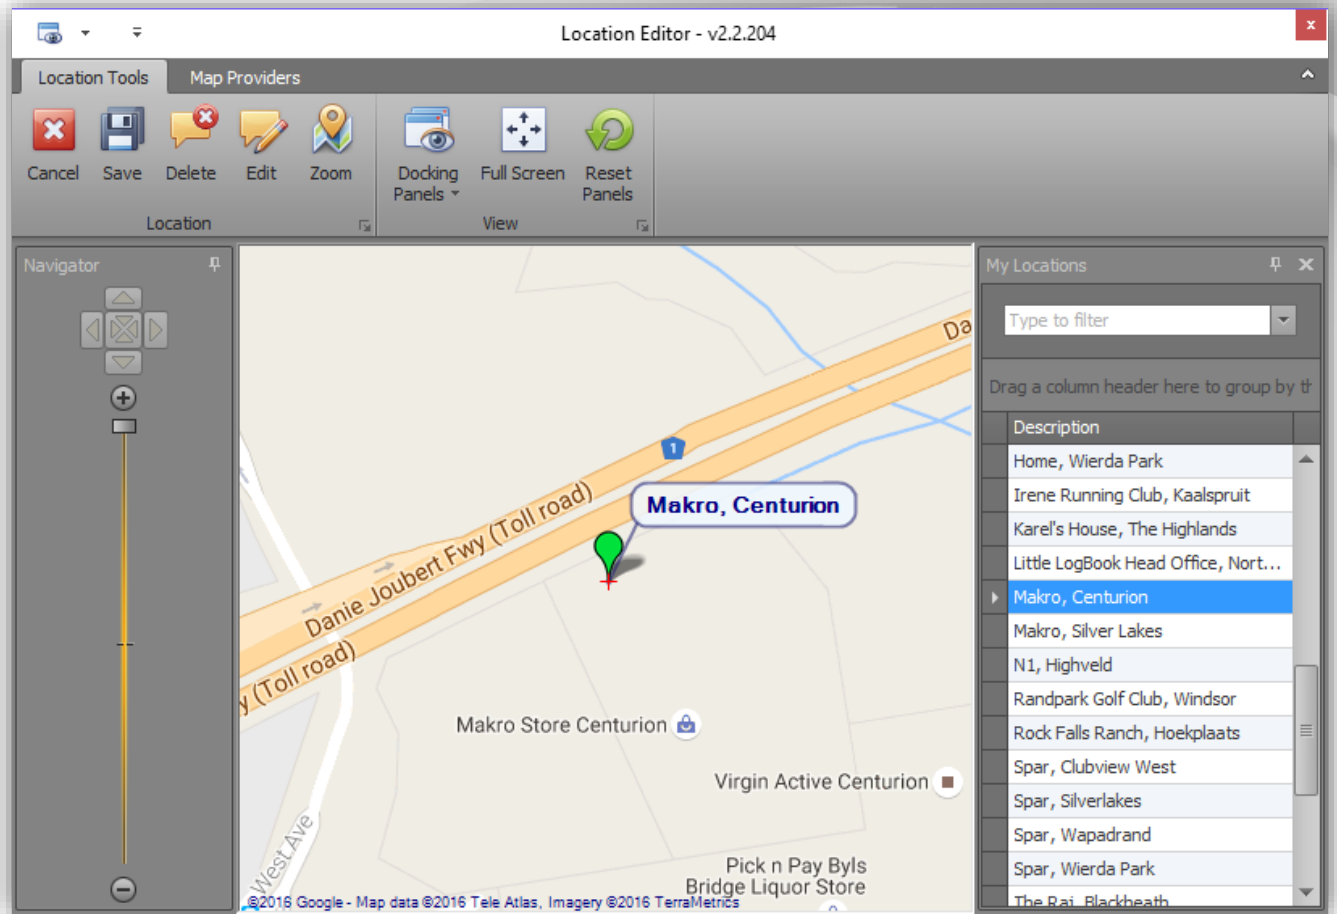 Location Editor - v2.2.204
x
Location Tools
Map Providers
Cancel
Save
Delete
Edit
Zoom
Docking
Panels
Full Screen
Reset
Panels
Location
View
Navigator
My Locations
Type to filter
Drag a column header here to group by th
Description
Home, Wierda Park
Irene Running Club, Kaalspruit
Karel's House, The Highlands
Little LogBook Head Office, Nort...
Makro, Centurion
Makro, Silver Lakes
N1, Highveld
Randpark Golf Club, Windsor
Rock Falls Ranch, Hoekplaats
Spar, Clubview West
Spar, Silverlakes
Spar, Wapadrand
Spar, Wierda Park
The Raj, Blackheath
Da
1
Makro, Centurion
Danie Joubert Fwy (Toll road)
y (Toll road)
Makro Store Centurion
Virgin Active Centurion
West Ave
Pick n Pay Byls
Bridge Liquor Store
©2016 Google - Map data ©2016 Tele Atlas, Imagery ©2016 TerraMetrics